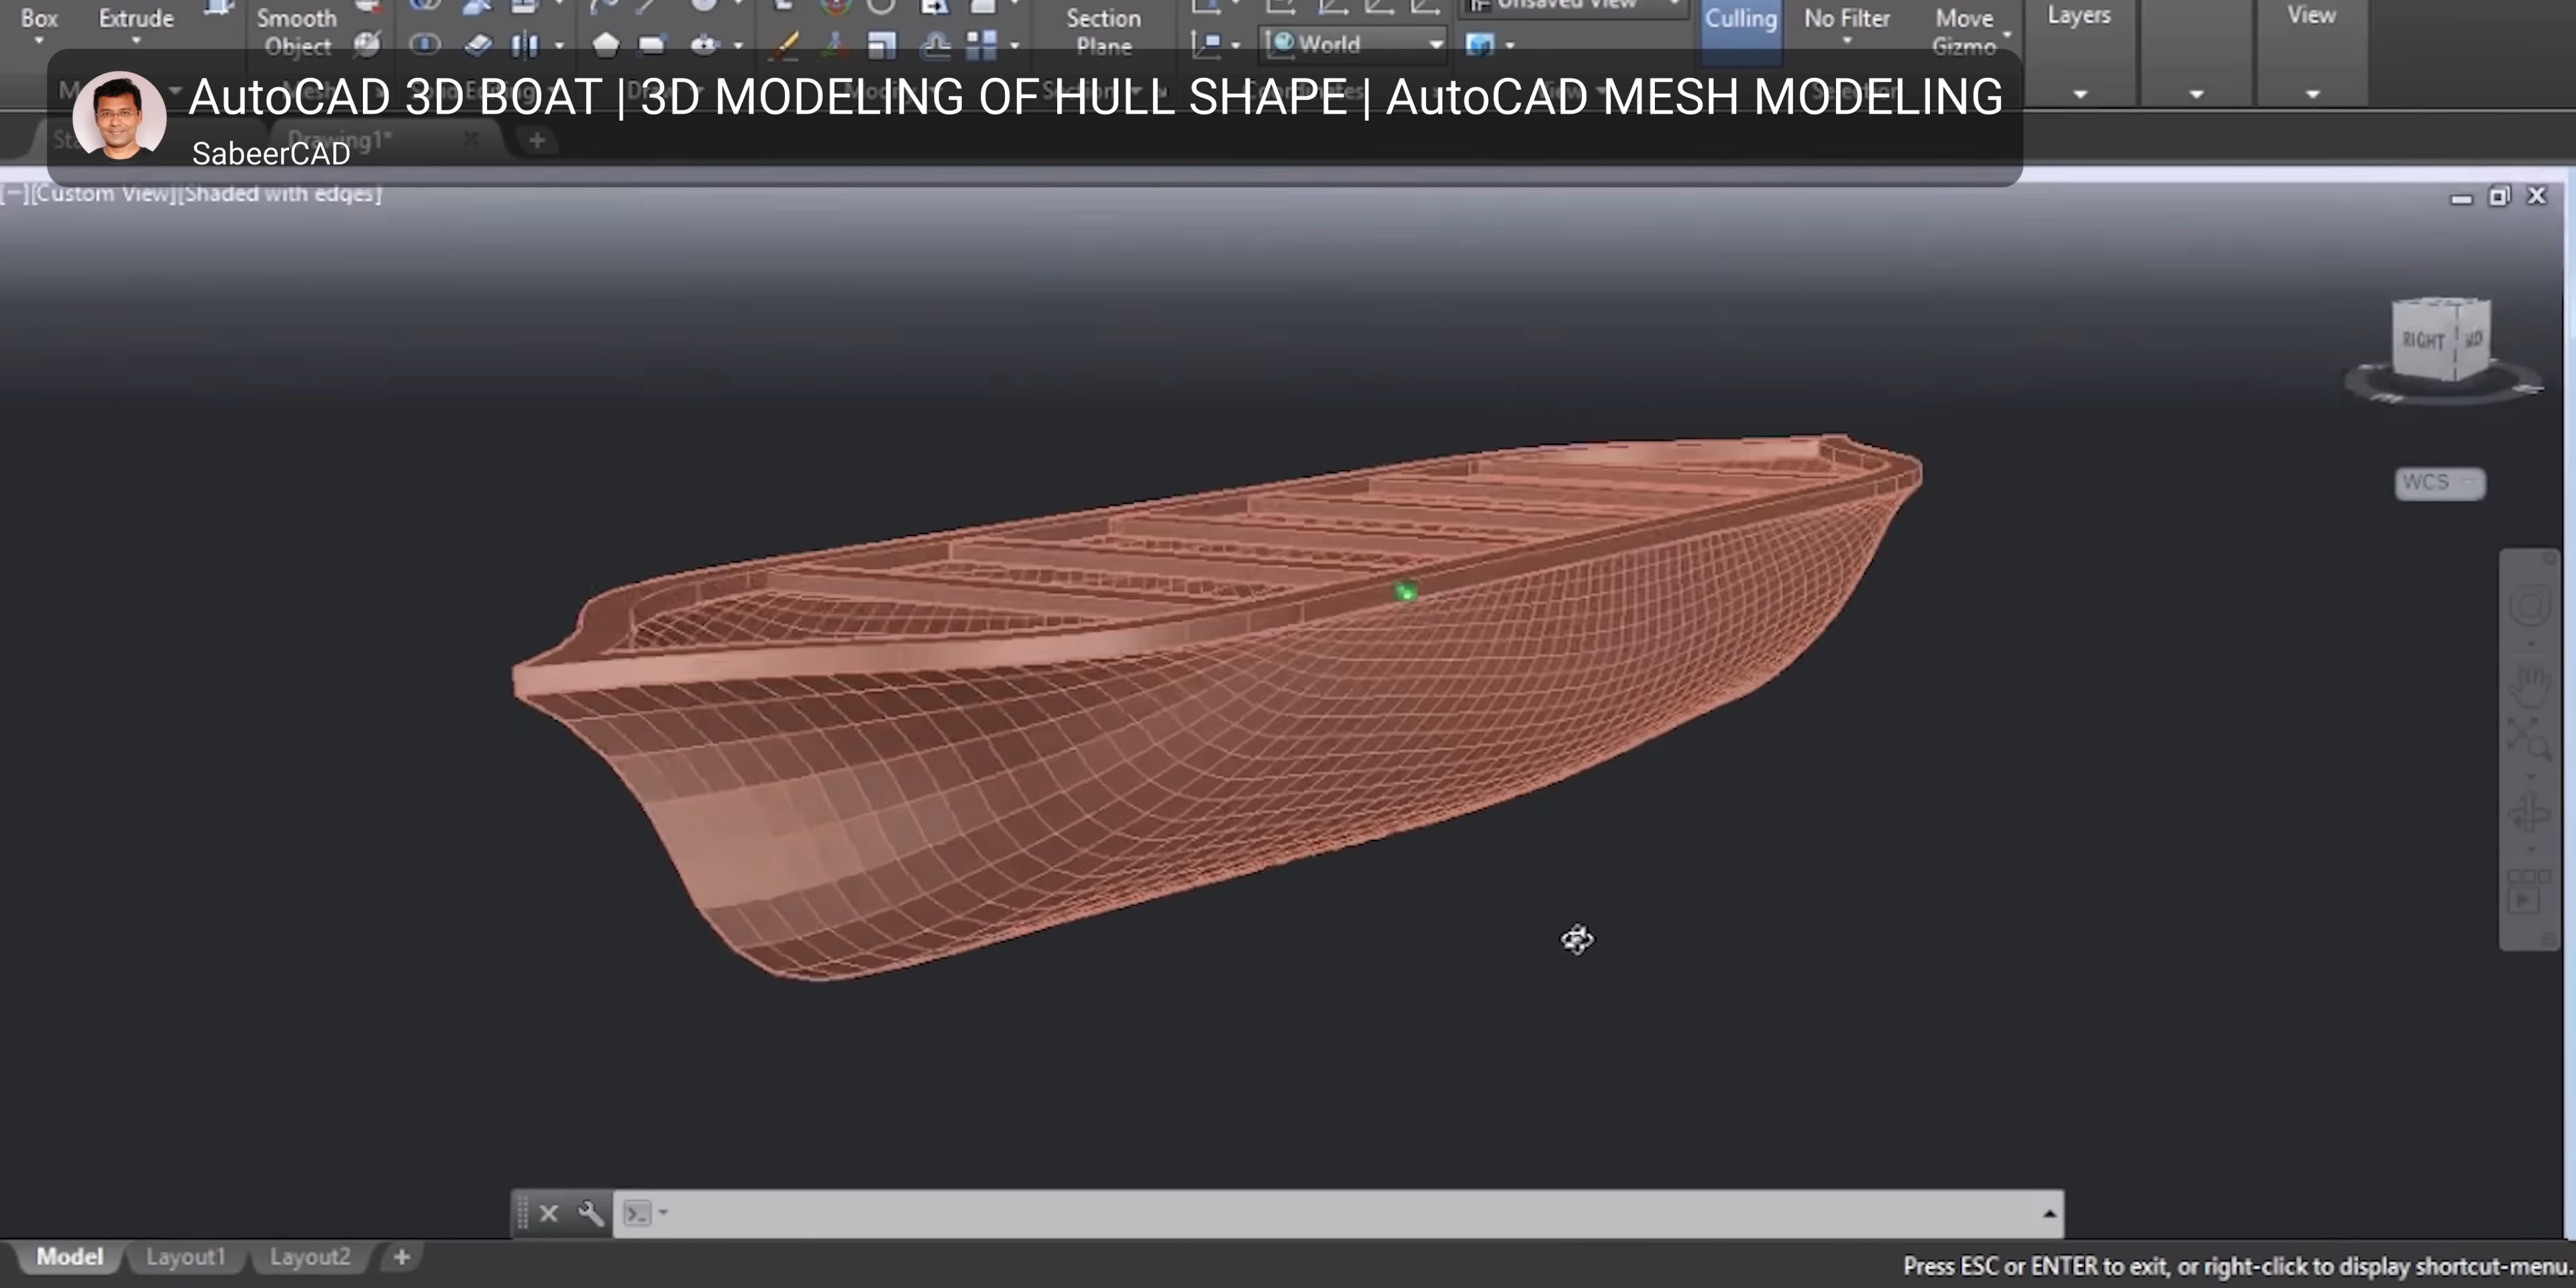 Box
Extrude
Smooth
Object
Section
Plane
World
Unsaved View
Culling
No Filter
Move
Gizmo
Layers
View
AutoCAD 3D BOAT | 3D MODELING OF HULL SHAPE | AutoCAD MESH MODELING
SabeerCAD
Drawing1*
[−][Custom View][Shaded with edges]
RIGHT
WCS
Model
Layout1
Layout2
Press ESC or ENTER to exit, or right-click to display shortcut-menu.